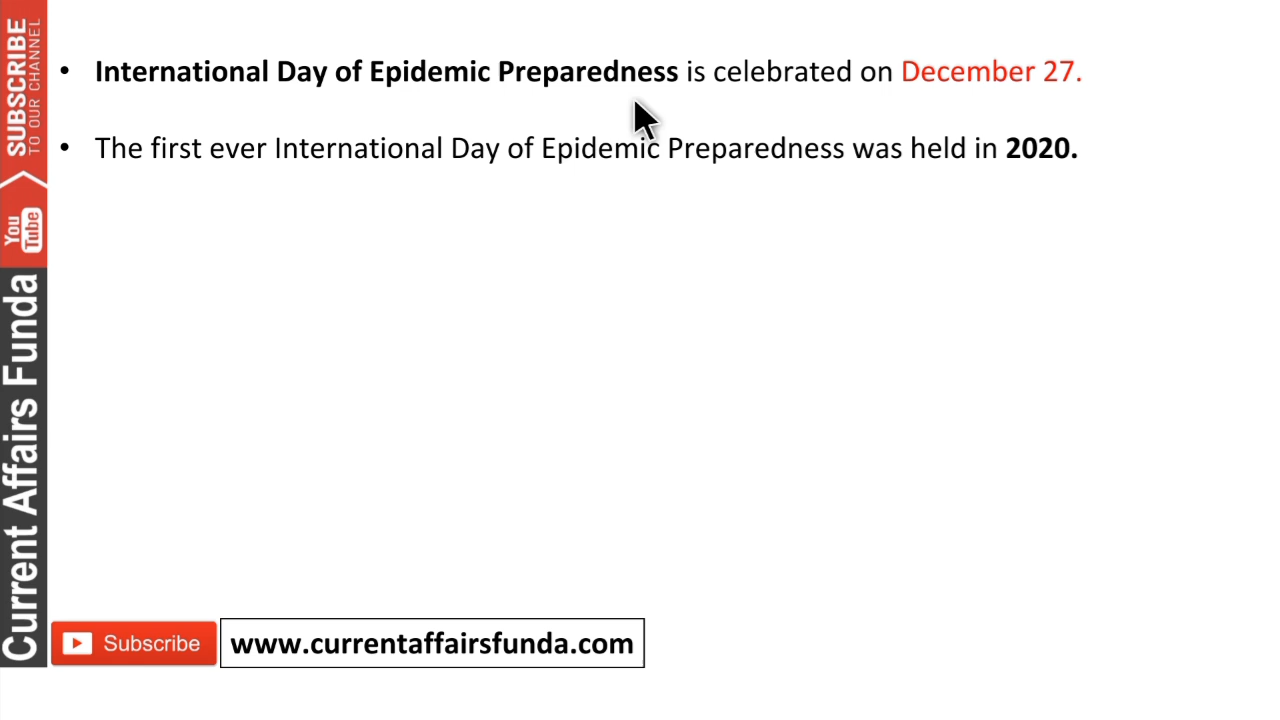 • International Day of Epidemic Preparedness is celebrated on December 27.
• The first ever International Day of Epidemic Preparedness was held in 2020.
SUBSCRIBE
TO OUR CHANNEL
You
Tube
Current Affairs Funda
Subscribe
www.currentaffairsfunda.com